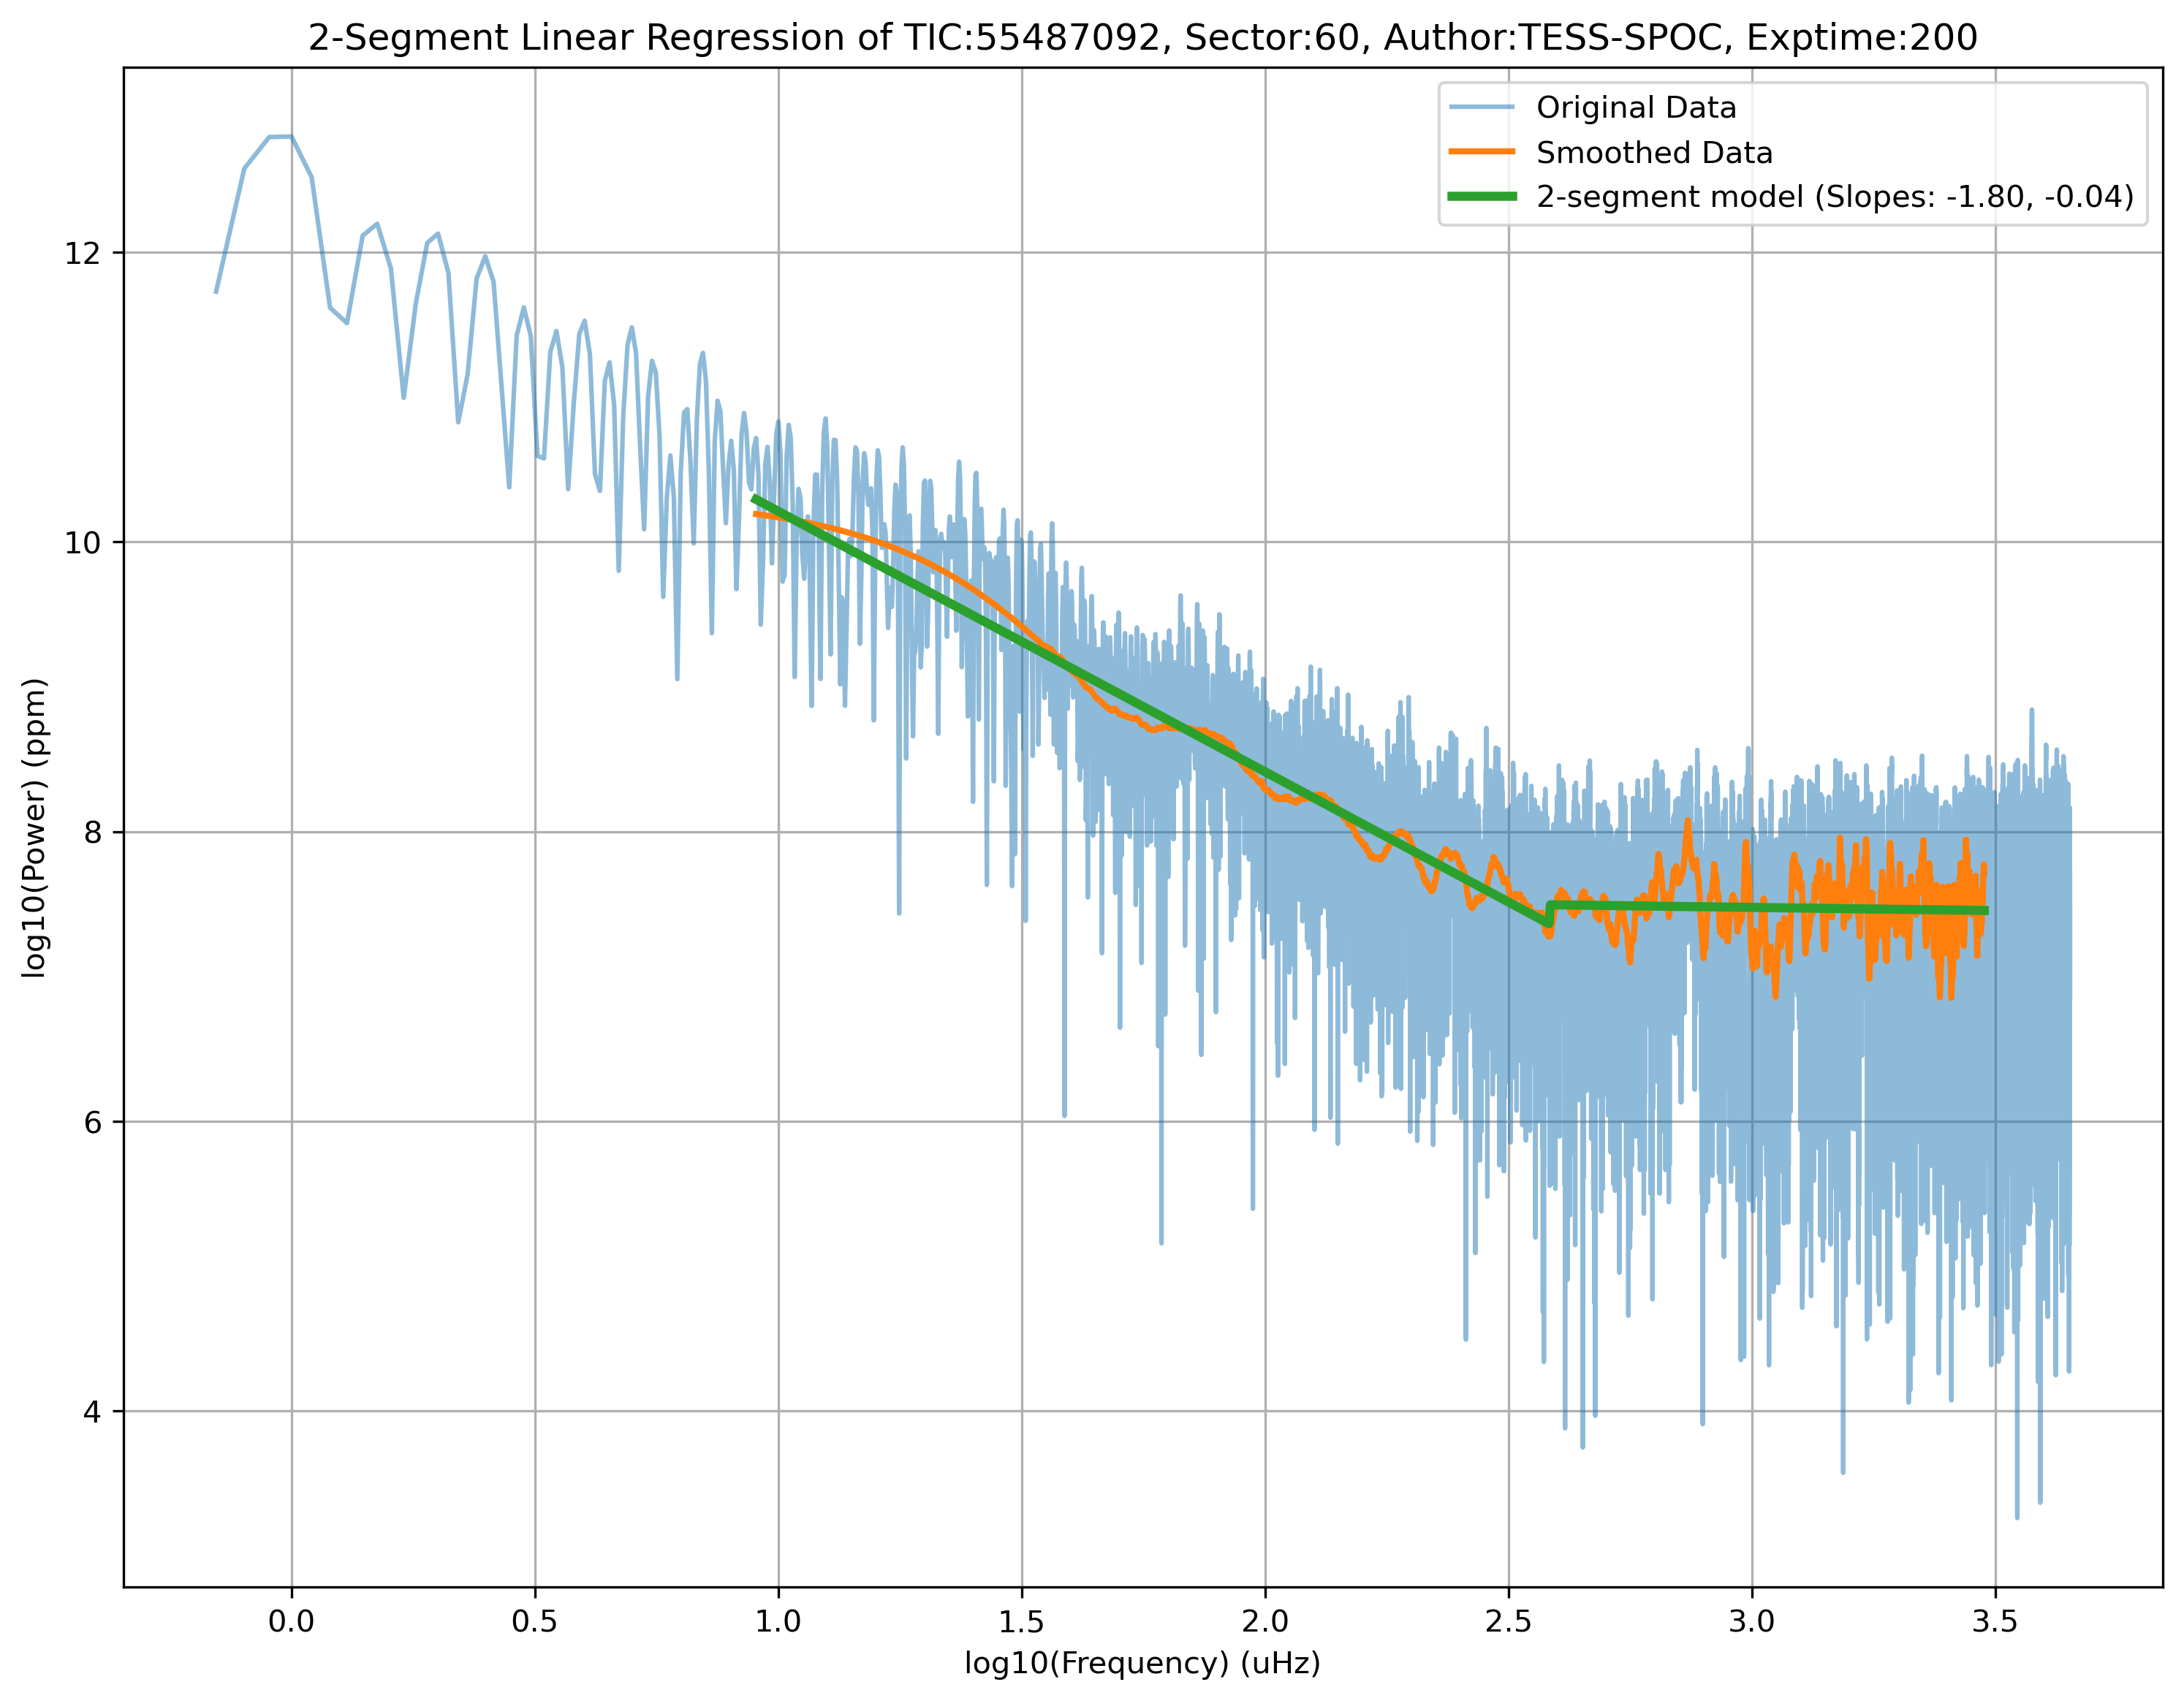 2-Segment Linear Regression of TIC:55487092, Sector:60, Author:TESS-SPOC, Exptime:200
Original Data
Smoothed Data
2-segment model (Slopes: -1.80, -0.04)
log10(Power) (ppm)
12
10
8
6
4
0.0 0.5 1.0 1.5 2.0 2.5 3.0 3.5
log10(Frequency) (uHz)